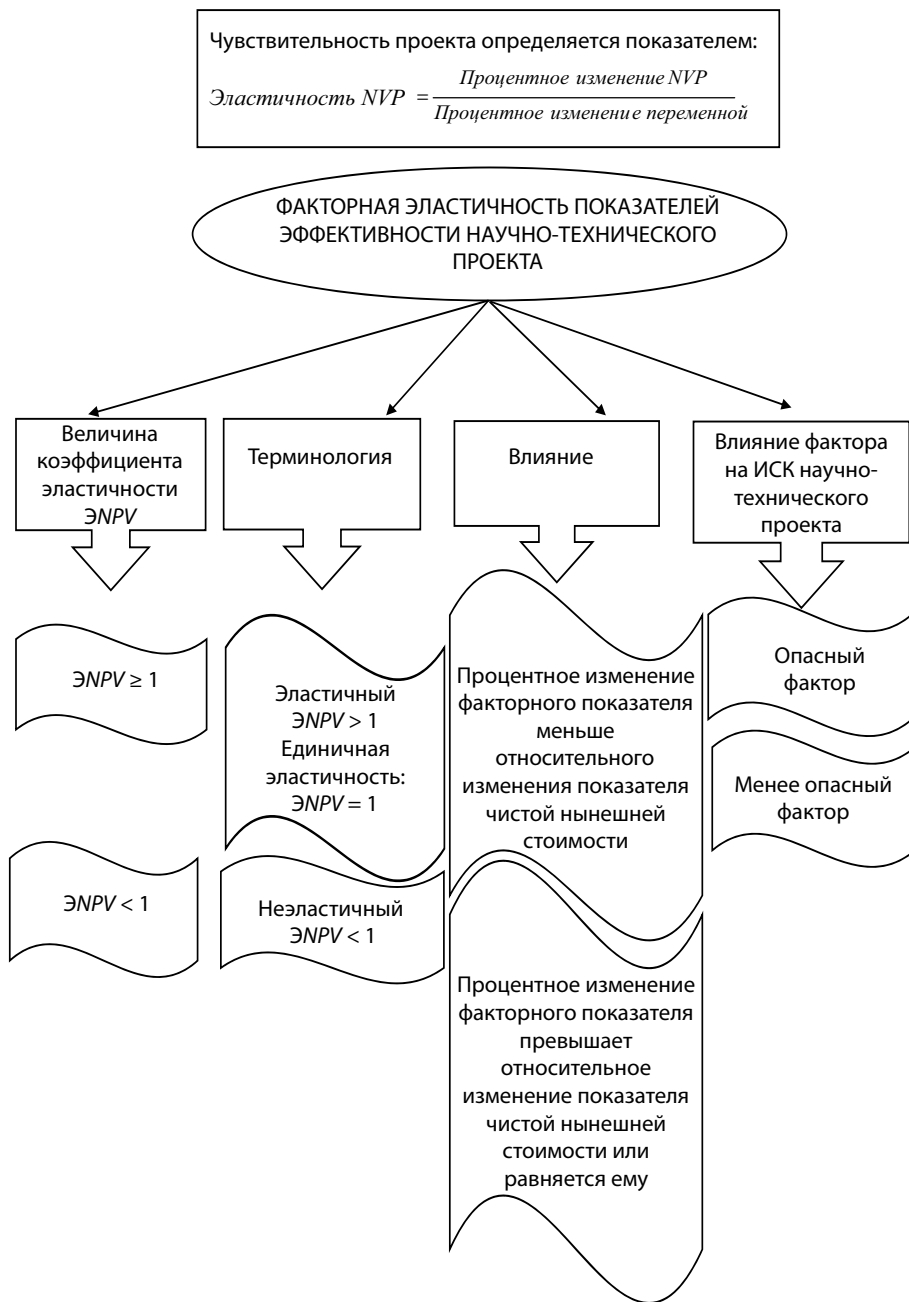 Чувствительность проекта определяется показателем:
Эластичность NVP = Процентное изменение NVP
Процентное изменение переменной
ФАКТОРНАЯ ЭЛАСТИЧНОСТЬ ПОКАЗАТЕЛЕЙ
ЭФФЕКТИВНОСТИ НАУЧНО-ТЕХНИЧЕСКОГО
ПРОЕКТА
Величина
коэффициента
эластичности
ЭNPV
Терминология
Влияние
Влияние фактора
на ИСК научно-
технического
проекта
ЭNPV ≥ 1
Эластичный
ЭNPV > 1
Единичная
эластичность:
ЭNPV = 1
Процентное изменение
факторного показателя
меньше
относительного
изменения показателя
чистой нынешней
стоимости
Опасный
фактор
Менее опасный
фактор
ЭNPV < 1
Неэластичный
ЭNPV < 1
Процентное изменение
факторного показателя
превышает
относительное
изменение показателя
чистой нынешней
стоимости или
равняется ему